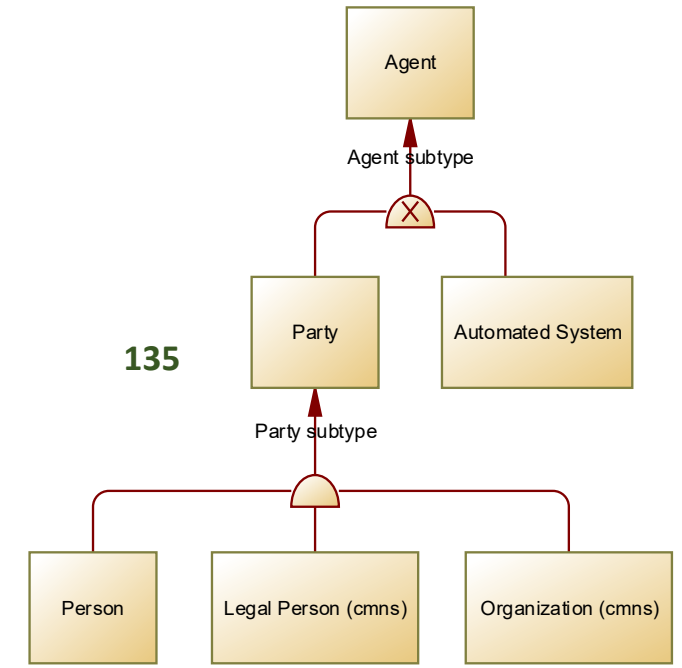 Agent
Agent subtype
X
Party
Automated System
135
Party subtype
Person
Legal Person (cmns)
Organization (cmns)